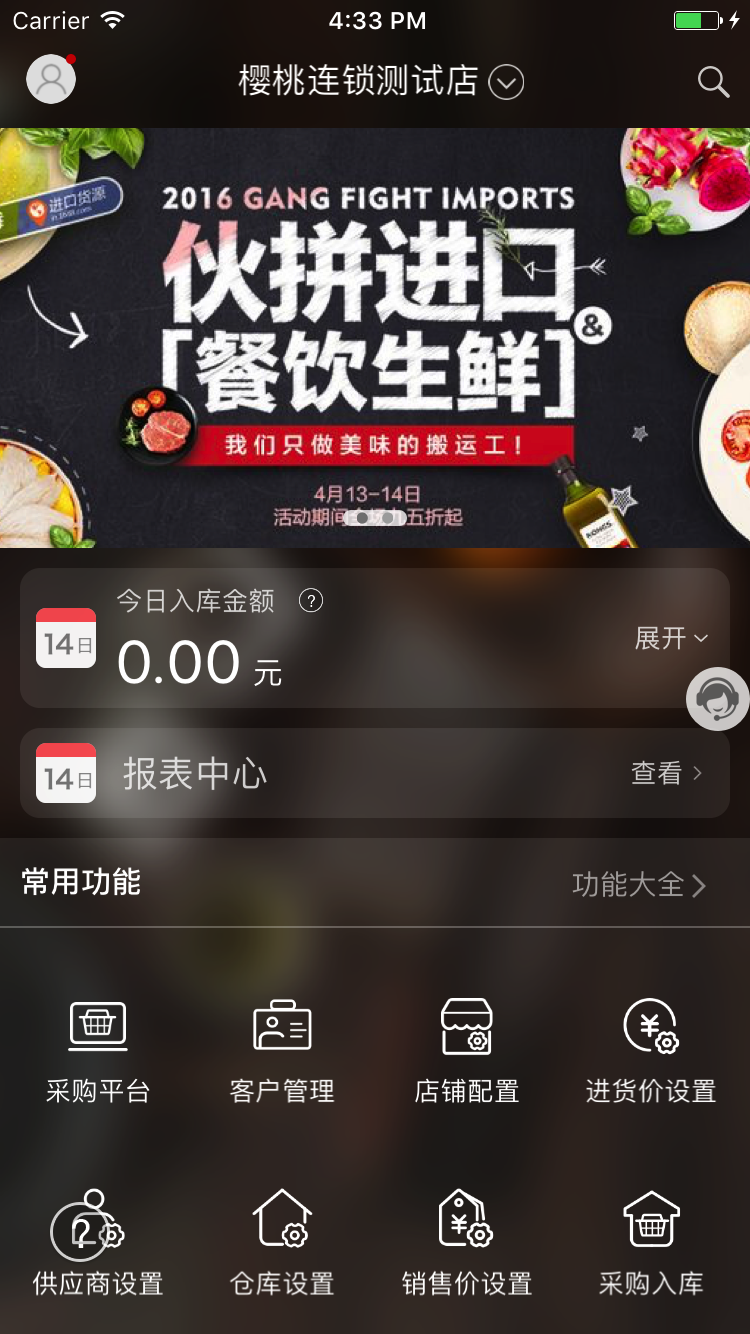 Carrier 4:33 PM
樱桃连锁测试店
进口货源
2016 GANG FIGHT IMPORTS
伙拼进口
&
[餐饮生鲜]
我们只做美味的搬运工！
4月13-14日
活动期间全场九五折起
今日入库金额 ?
14日
0.00 元
展开
14日 报表中心 查看
常用功能 功能大全
采购平台 客户管理 店铺配置 进货价设置
?
供应商设置 仓库设置 销售价设置 采购入库